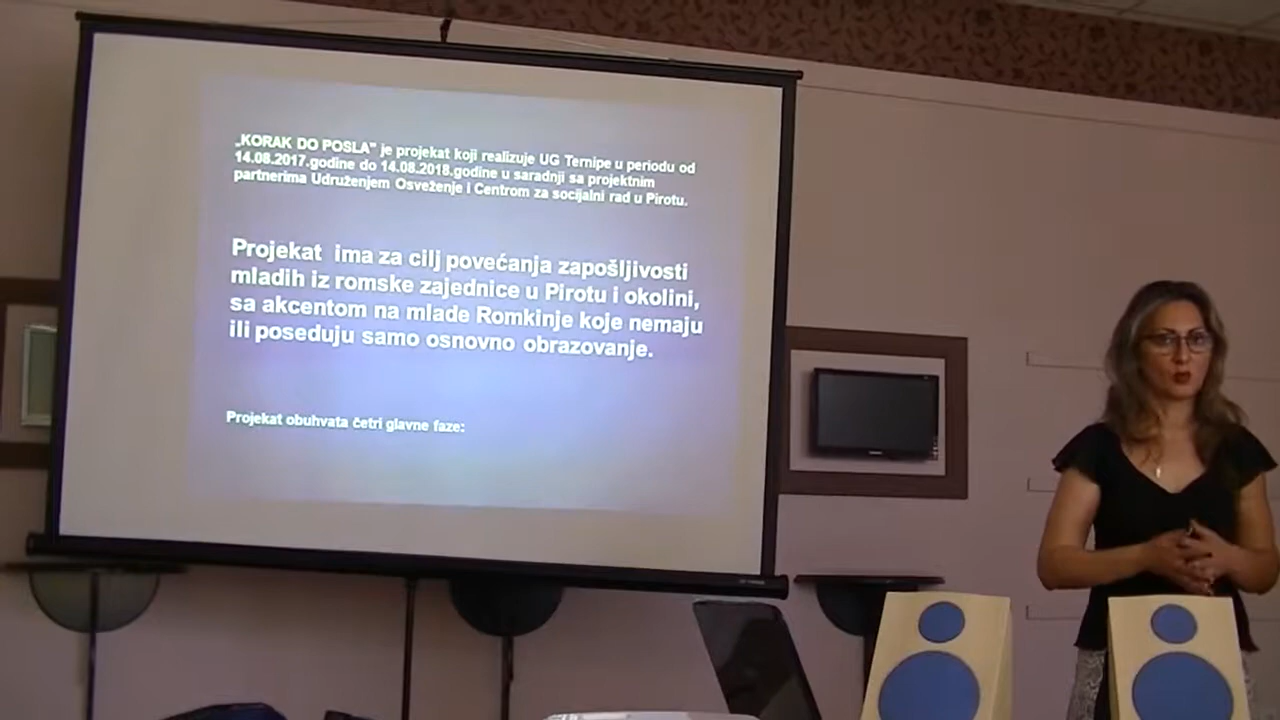 „KORAK DO POSLA" je projekat koji realizuje UG Ternipe u periodu od
14.08.2017.godine do 14.08.2018.godine u saradnji sa projektnim
partnerima Udruženjem Osveženje i Centrom za socijalni rad u Pirotu.
Projekat ima za cilj povećanja zapošljivosti
mladih iz romske zajednice u Pirotu i okolini,
sa akcentom na mlade Romkinje koje nemaju
ili poseduju samo osnovno obrazovanje.
Projekat obuhvata četri glavne faze: